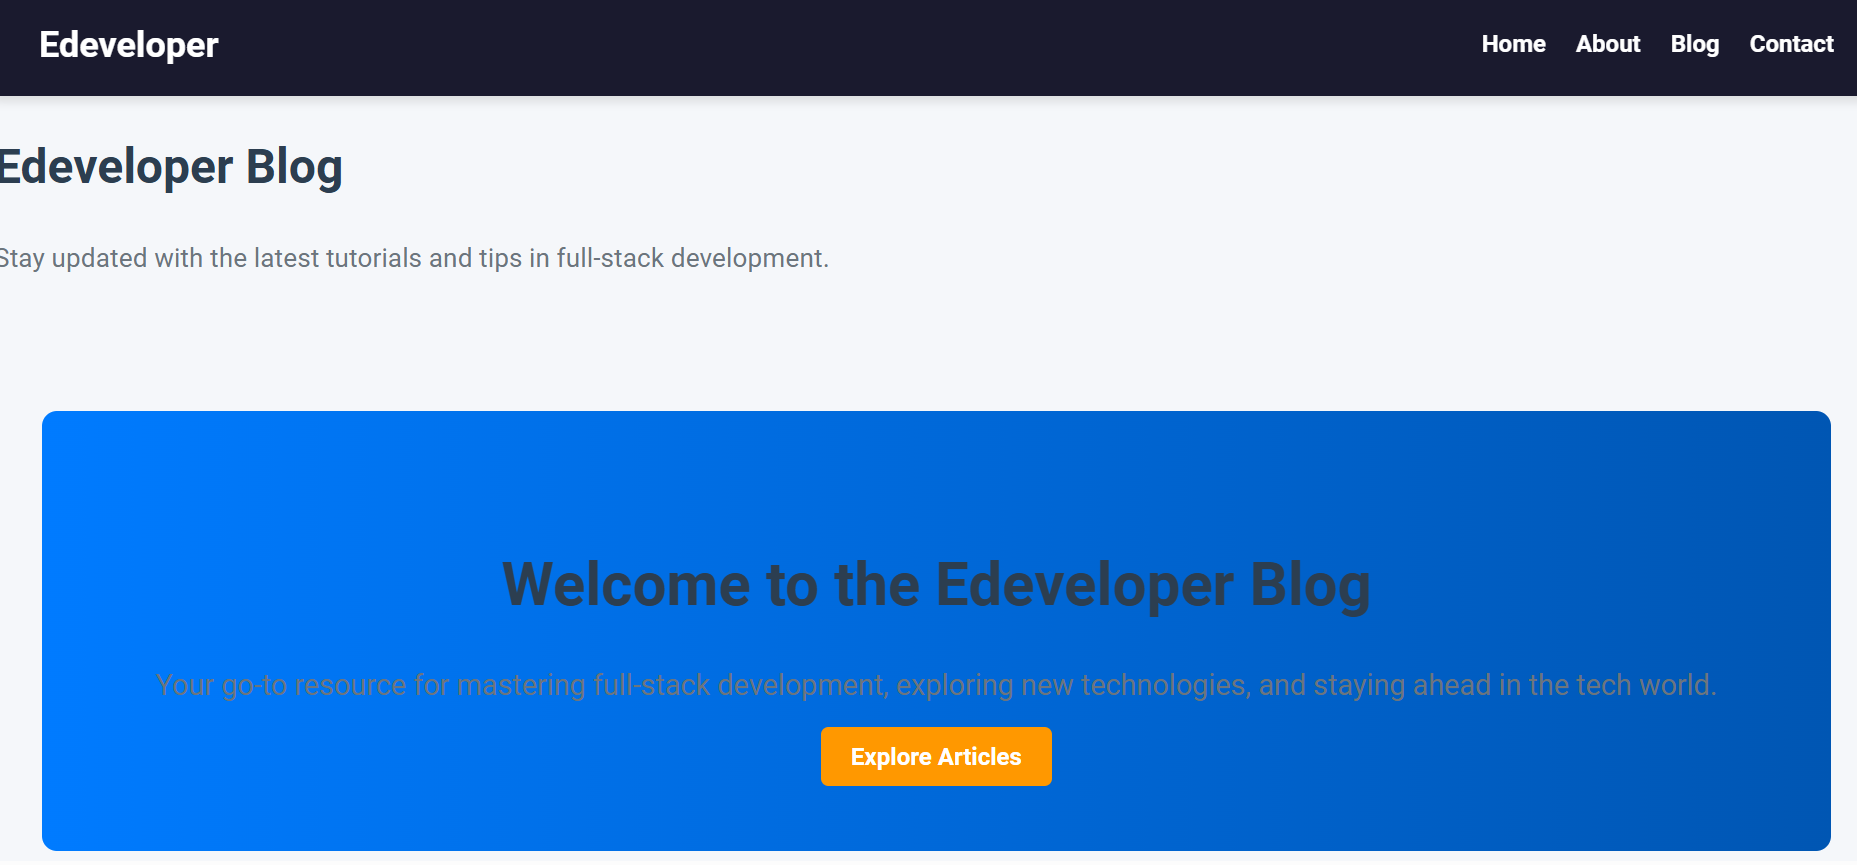 Edeveloper
Home About Blog Contact
Edeveloper Blog
Stay updated with the latest tutorials and tips in full-stack development.
Welcome to the Edeveloper Blog
Your go-to resource for mastering full-stack development, exploring new technologies, and staying ahead in the tech world.
Explore Articles